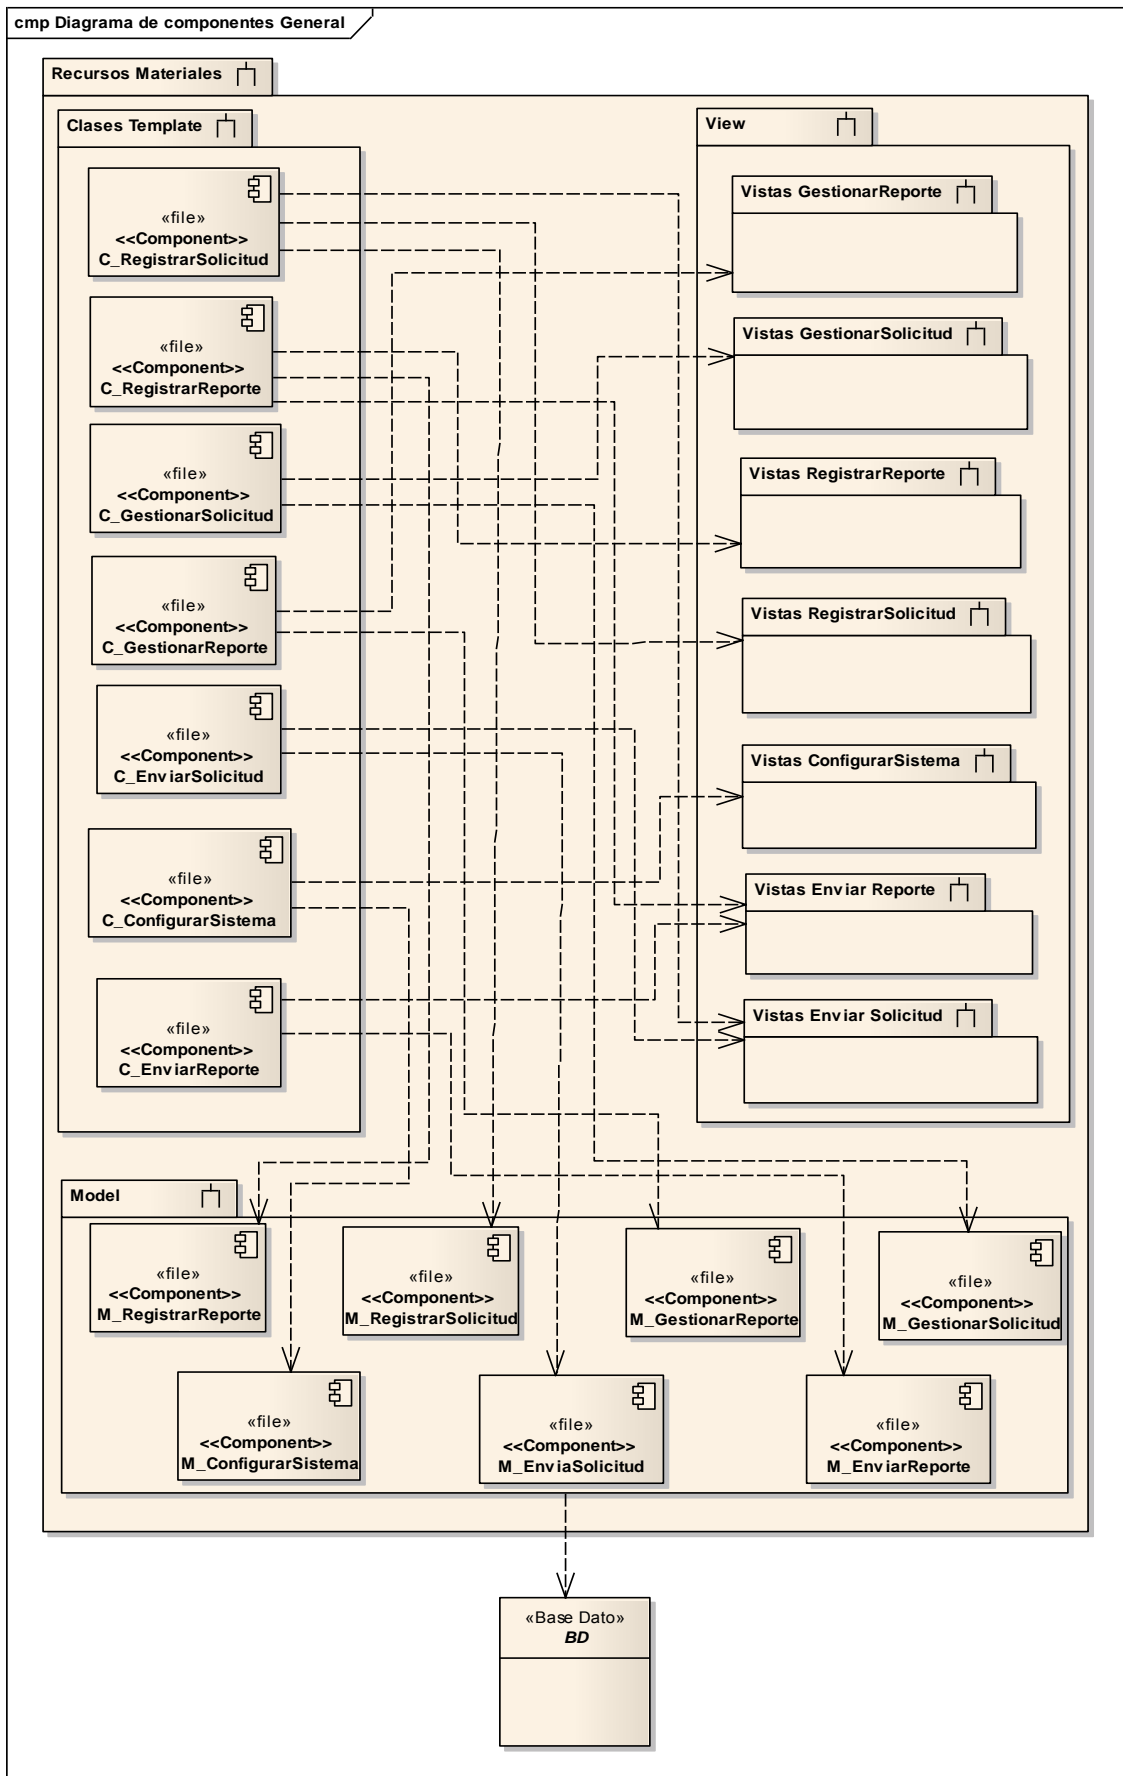 cmp Diagrama de componentes General
Recursos Materiales
Clases Template
«file»
<<Component>>
C_RegistrarSolicitud
«file»
<<Component>>
C_RegistrarReporte
«file»
<<Component>>
C_GestionarSolicitud
«file»
<<Component>>
C_GestionarReporte
«file»
<<Component>>
C_EnviarSolicitud
«file»
<<Component>>
C_ConfigurarSistema
«file»
<<Component>>
C_EnviarReporte
View
Vistas GestionarReporte
Vistas GestionarSolicitud
Vistas RegistrarReporte
Vistas RegistrarSolicitud
Vistas ConfigurarSistema
Vistas Enviar Reporte
Vistas Enviar Solicitud
Model
«file»
<<Component>>
M_RegistrarReporte
«file»
<<Component>>
M_RegistrarSolicitud
«file»
<<Component>>
M_GestionarReporte
«file»
<<Component>>
M_GestionarSolicitud
«file»
<<Component>>
M_ConfigurarSistema
«file»
<<Component>>
M_EnviaSolicitud
«file»
<<Component>>
M_EnviarReporte
«Base Dato»
BD